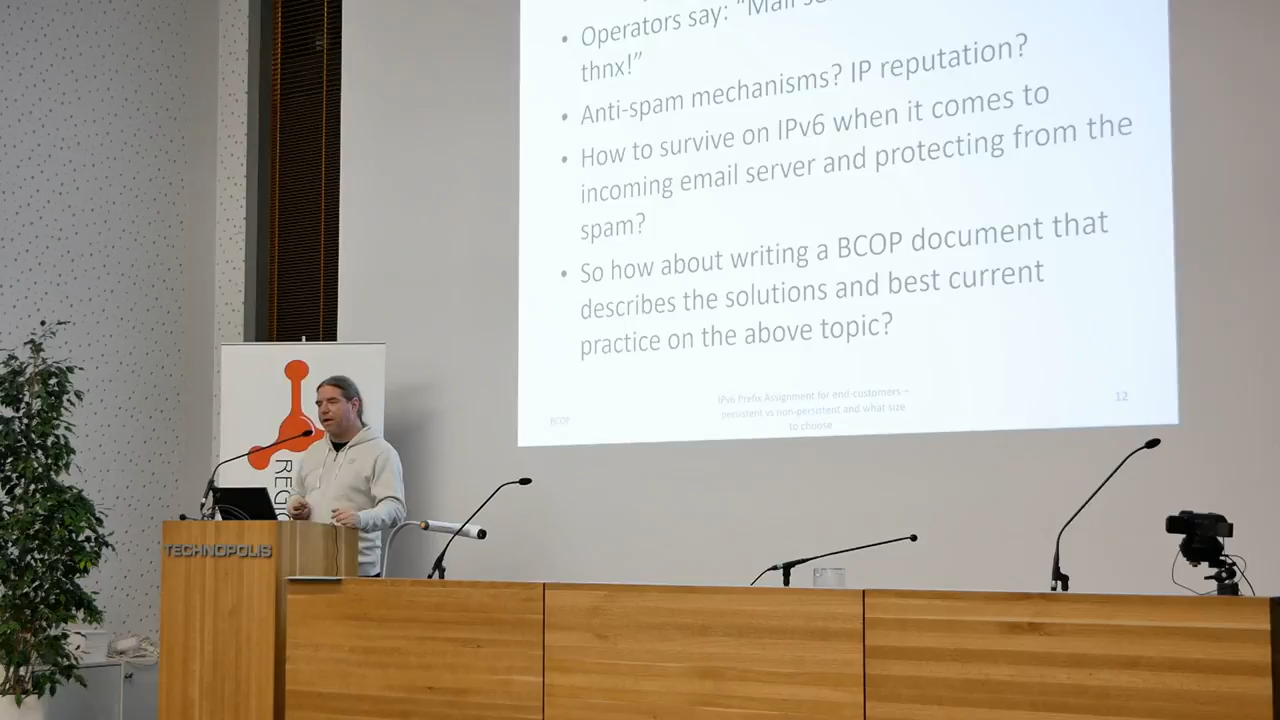 • Operators say: "Mail
thnx!"
• Anti-spam mechanisms? IP reputation?
• How to survive on IPv6 when it comes to
incoming email server and protecting from the
spam?
• So how about writing a BCOP document that
describes the solutions and best current
practice on the above topic?
BCOP
IPv6 Prefix Assignment for end-customers –
persistent vs non-persistent and what size
to choose
12
REGIO
TECHNOPOLIS